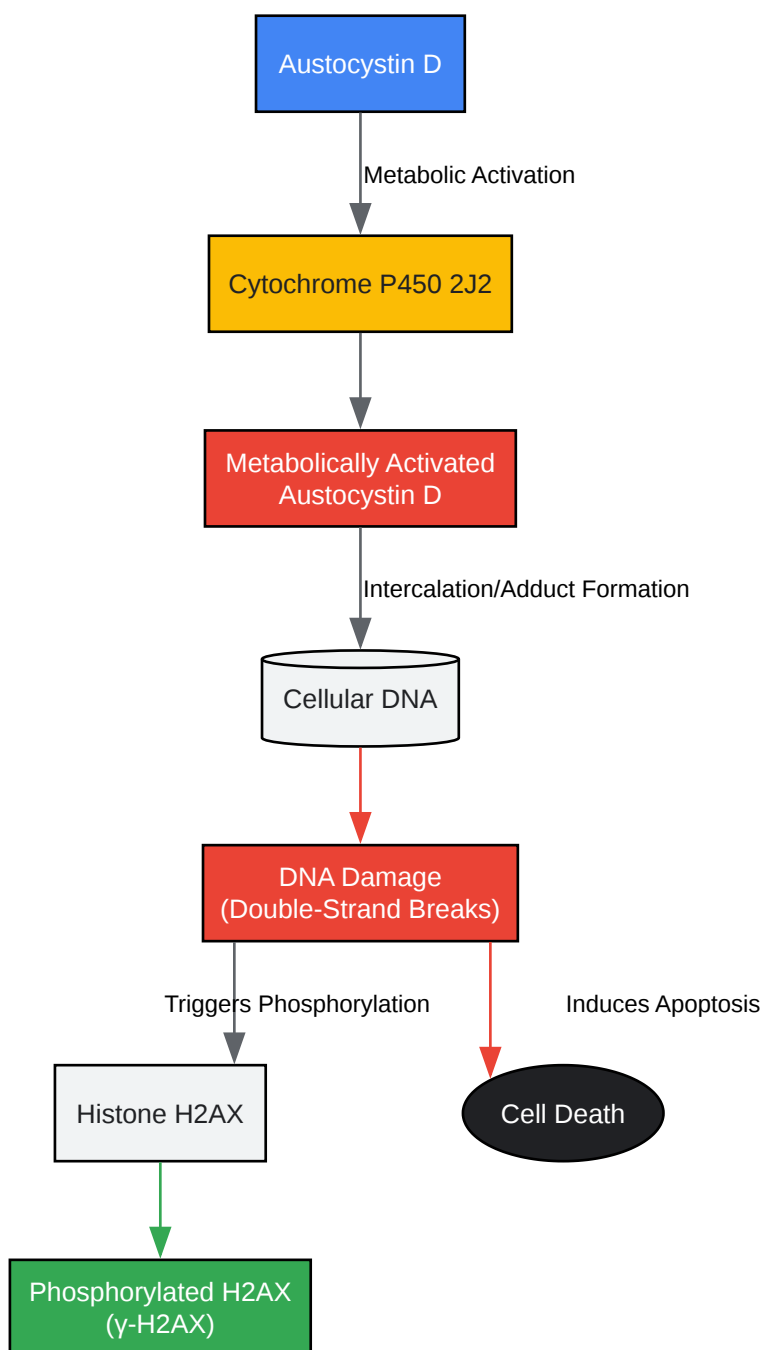 Austocystin D
Metabolic Activation
Cytochrome P450 2J2
Metabolically Activated
Austocystin D
Intercalation/Adduct Formation
Cellular DNA
DNA Damage
(Double-Strand Breaks)
Triggers Phosphorylation
Induces Apoptosis
Histone H2AX
Cell Death
Phosphorylated H2AX
(γ-H2AX)